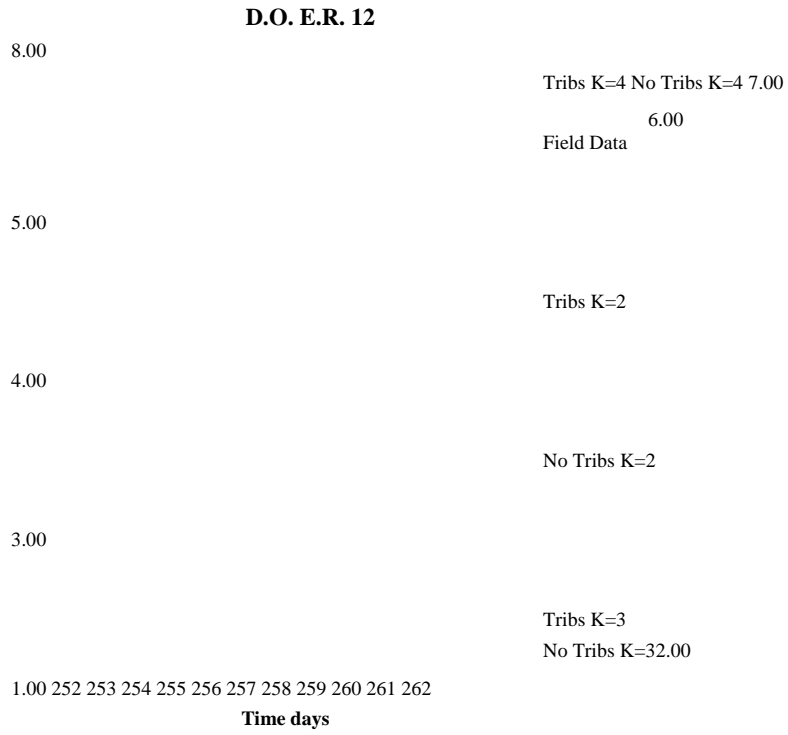 D.O. E.R. 12
8.00
Tribs K=4 No Tribs K=4 7.00
6.00
Field Data
5.00
Tribs K=2
4.00
No Tribs K=2
3.00
Tribs K=3
No Tribs K=32.00
1.00 252 253 254 255 256 257 258 259 260 261 262
Time days